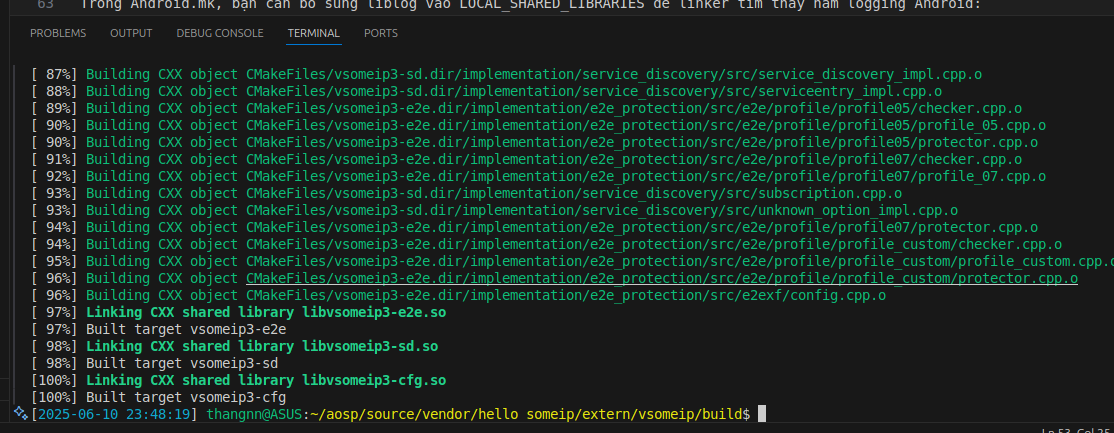 63 Trong Android.mk, bạn cần bổ sung liblog vào LOCAL_SHARED_LIBRARIES để linker tìm thấy hàm logging Android:
PROBLEMS OUTPUT DEBUG CONSOLE TERMINAL PORTS
[ 87%] Building CXX object CMakeFiles/vsomeip3-sd.dir/implementation/service_discovery/src/service_discovery_impl.cpp.o
[ 88%] Building CXX object CMakeFiles/vsomeip3-sd.dir/implementation/service_discovery/src/serviceentry_impl.cpp.o
[ 89%] Building CXX object CMakeFiles/vsomeip3-e2e.dir/implementation/e2e_protection/src/e2e/profile/profile05/checker.cpp.o
[ 90%] Building CXX object CMakeFiles/vsomeip3-e2e.dir/implementation/e2e_protection/src/e2e/profile/profile05/profile_05.cpp.o
[ 90%] Building CXX object CMakeFiles/vsomeip3-e2e.dir/implementation/e2e_protection/src/e2e/profile/profile05/protector.cpp.o
[ 91%] Building CXX object CMakeFiles/vsomeip3-e2e.dir/implementation/e2e_protection/src/e2e/profile/profile07/checker.cpp.o
[ 92%] Building CXX object CMakeFiles/vsomeip3-e2e.dir/implementation/e2e_protection/src/e2e/profile/profile07/profile_07.cpp.o
[ 93%] Building CXX object CMakeFiles/vsomeip3-sd.dir/implementation/service_discovery/src/subscription.cpp.o
[ 93%] Building CXX object CMakeFiles/vsomeip3-sd.dir/implementation/service_discovery/src/unknown_option_impl.cpp.o
[ 94%] Building CXX object CMakeFiles/vsomeip3-e2e.dir/implementation/e2e_protection/src/e2e/profile/profile07/protector.cpp.o
[ 94%] Building CXX object CMakeFiles/vsomeip3-e2e.dir/implementation/e2e_protection/src/e2e/profile/profile_custom/checker.cpp.o
[ 95%] Building CXX object CMakeFiles/vsomeip3-e2e.dir/implementation/e2e_protection/src/e2e/profile/profile_custom/profile_custom.cpp.o
[ 96%] Building CXX object CMakeFiles/vsomeip3-e2e.dir/implementation/e2e_protection/src/e2e/profile/profile_custom/protector.cpp.o
[ 96%] Building CXX object CMakeFiles/vsomeip3-e2e.dir/implementation/e2e_protection/src/e2exf/config.cpp.o
[ 97%] Linking CXX shared library libvsomeip3-e2e.so
[ 97%] Built target vsomeip3-e2e
[ 98%] Linking CXX shared library libvsomeip3-sd.so
[ 98%] Built target vsomeip3-sd
[100%] Linking CXX shared library libvsomeip3-cfg.so
[100%] Built target vsomeip3-cfg
[2025-06-10 23:48:19] thangnn@ASUS:~/aosp/source/vendor/hello someip/extern/vsomeip/build$
Ln 53, Col 25